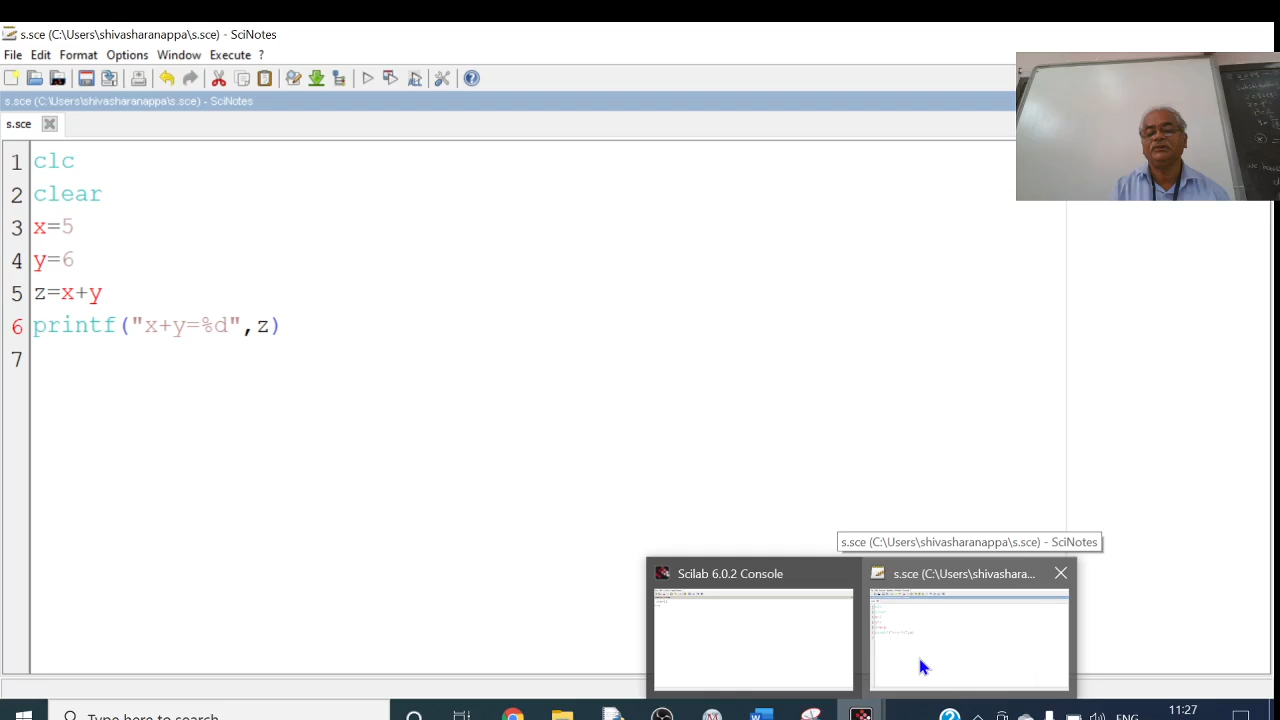 s.sce (C:\Users\shivasharanappa\s.sce) - SciNotes
File Edit Format Options Window Execute ?
s.sce (C:\Users\shivasharanappa\s.sce) - SciNotes
s.sce
1 clc
2 clear
3 x=5
4 y=6
5 z=x+y
6 printf("x+y=%d",z)
7
s.sce (C:\Users\shivasharanappa\s.sce) - SciNotes
Scilab 6.0.2 Console
s.sce (C:\Users\shivashara...
Type here to search
ENG
11:27